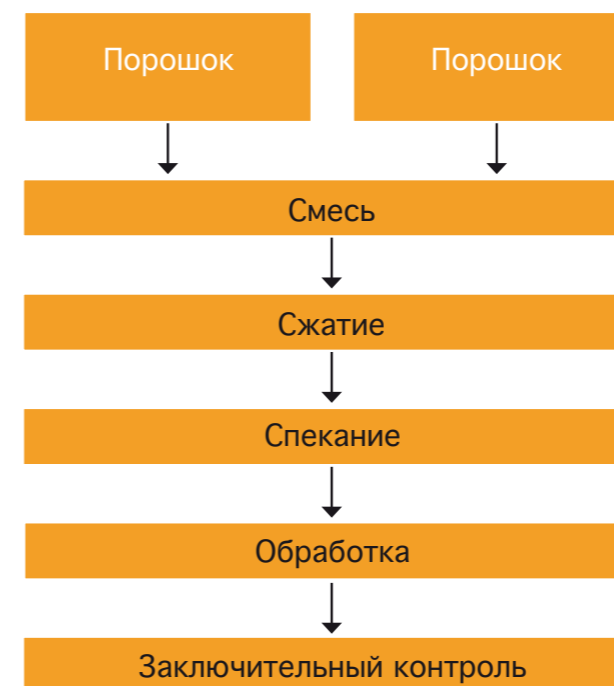 Порошок
Порошок
Смесь
Сжатие
Спекание
Обработка
Заключительный контроль